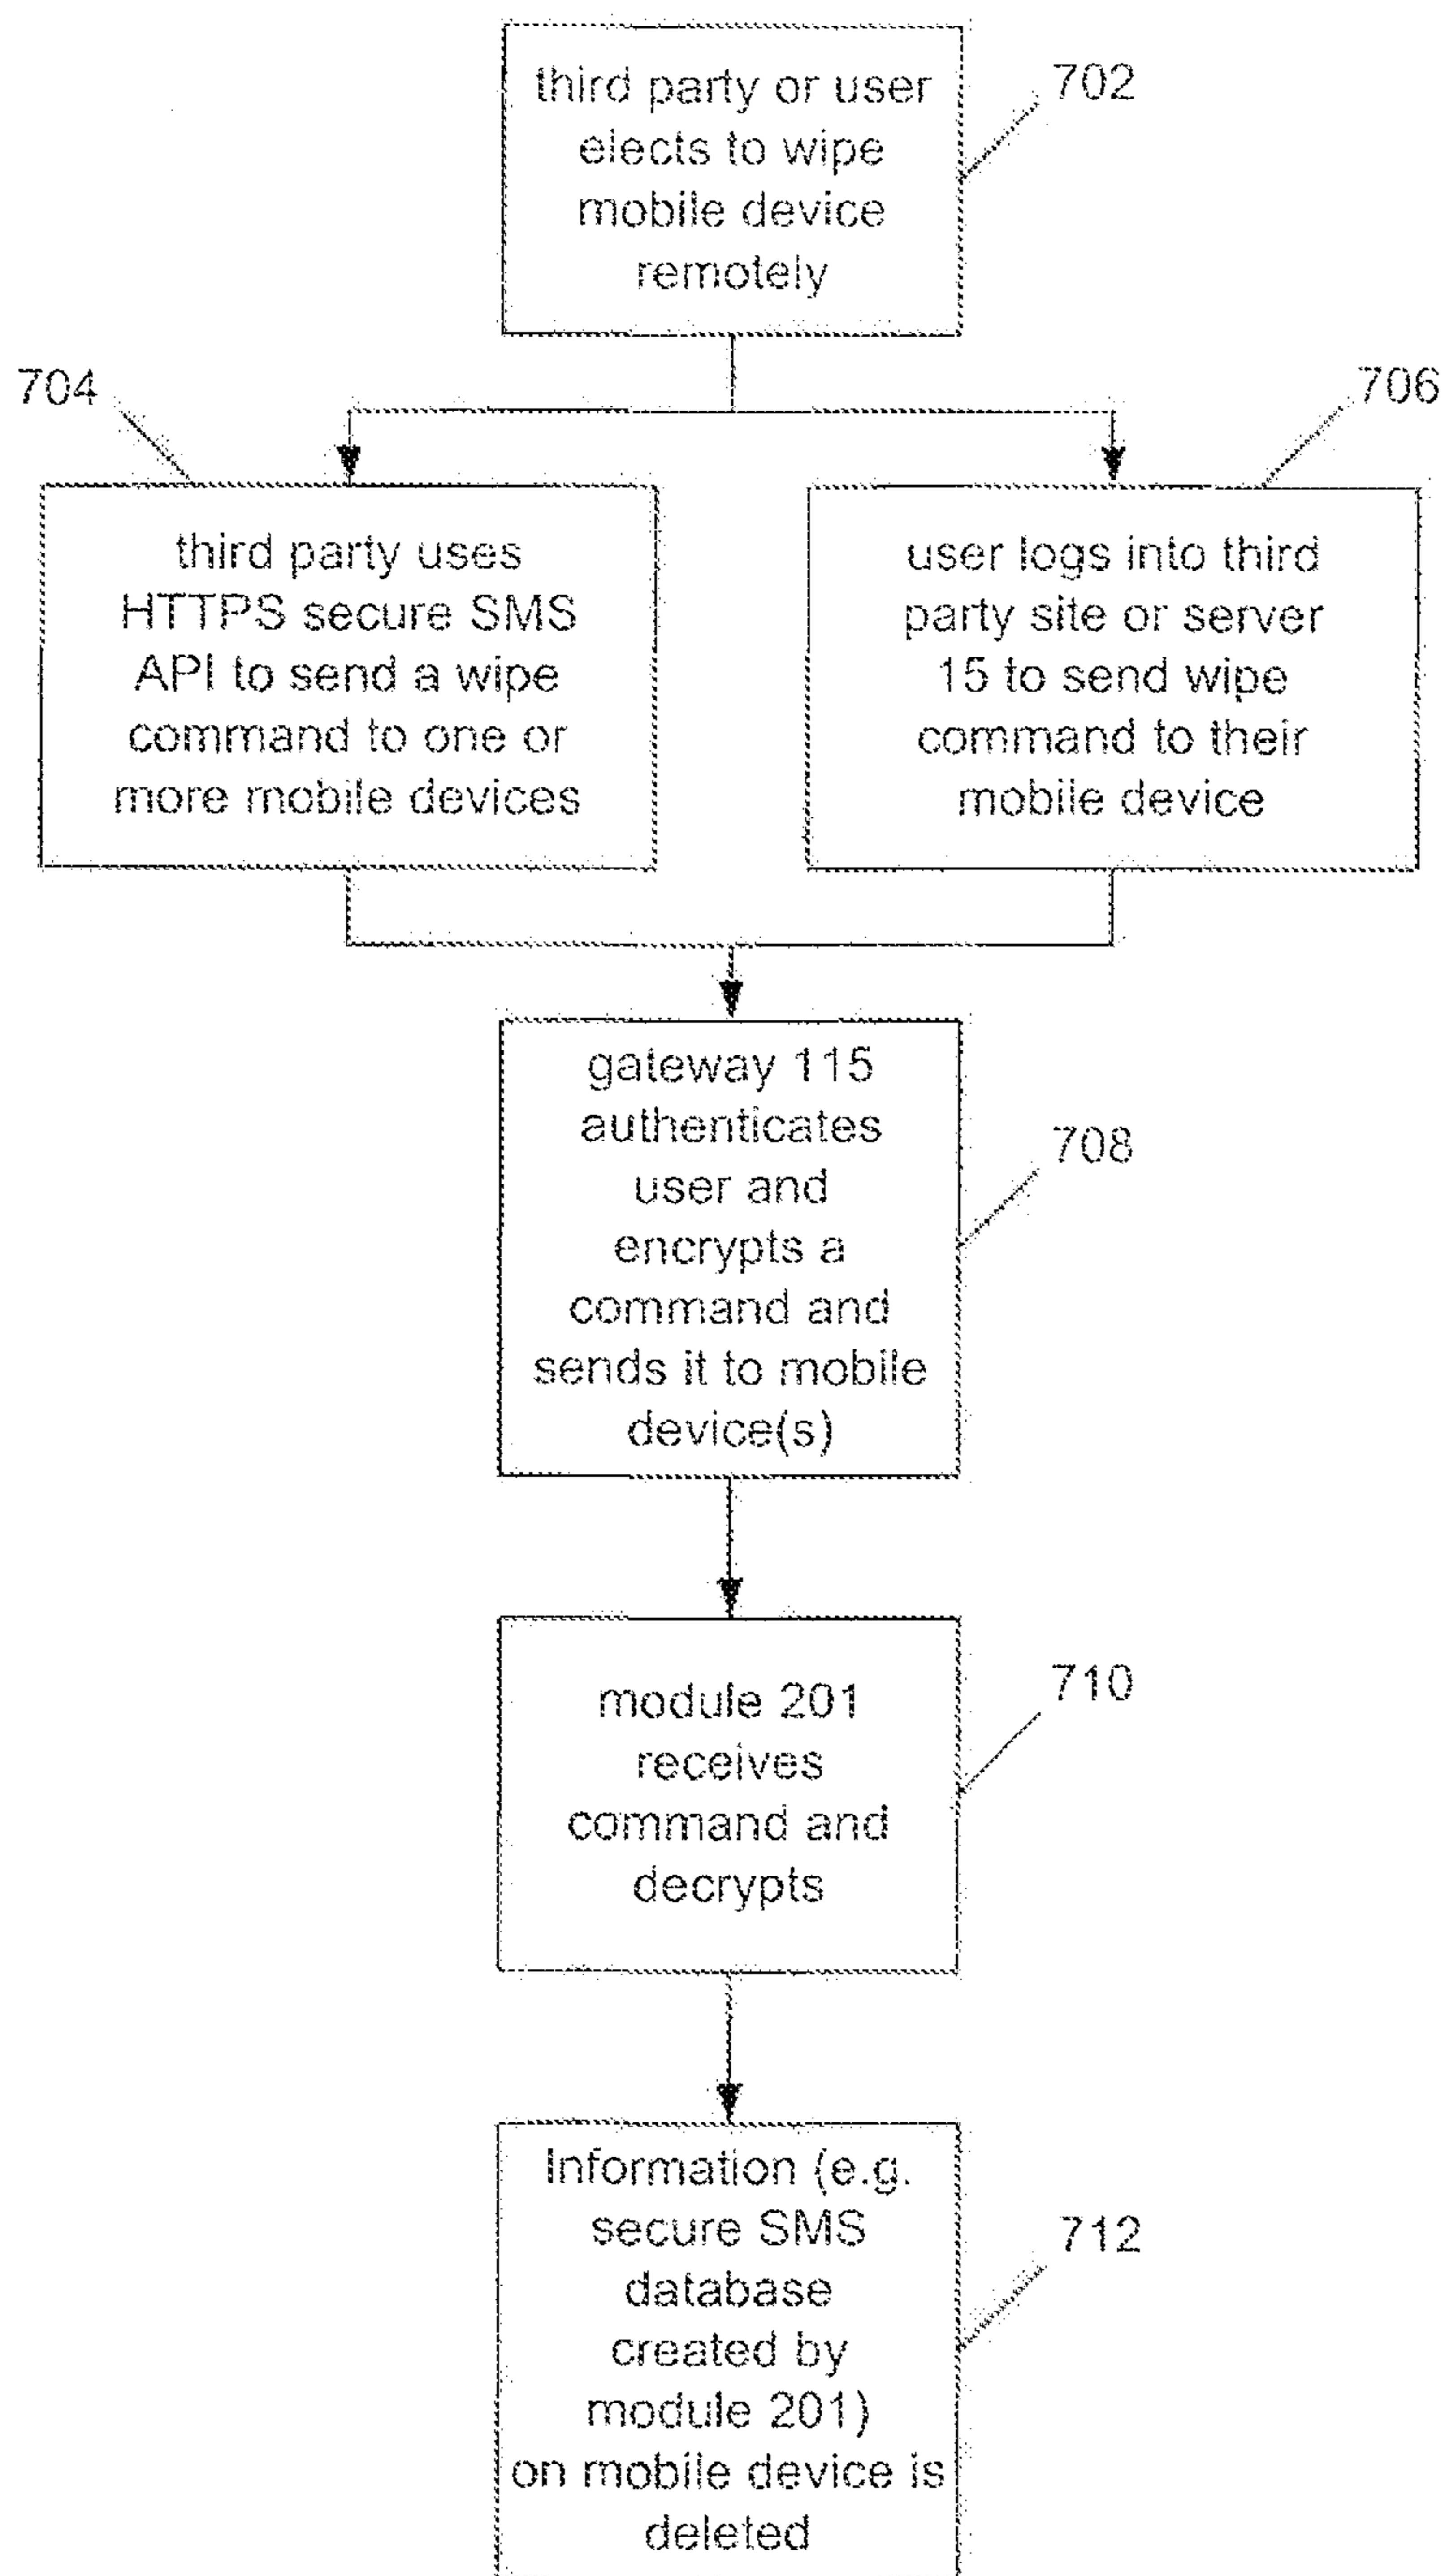 third party or user
elects to wipe
mobile device
remotely
702
704
706
third party uses
HTTPS secure SMS
API to send a wipe
command to one or
more mobile devices
user logs into third
party site or server
15 to send wipe
command to their
mobile device
gateway 115
authenticates
user and
encrypts a
command and
sends it to mobile
device(s)
708
module 201
receives
command and
decrypts
710
Information (e.g.
secure SMS
database
created by
module 201)
on mobile device is
deleted
712